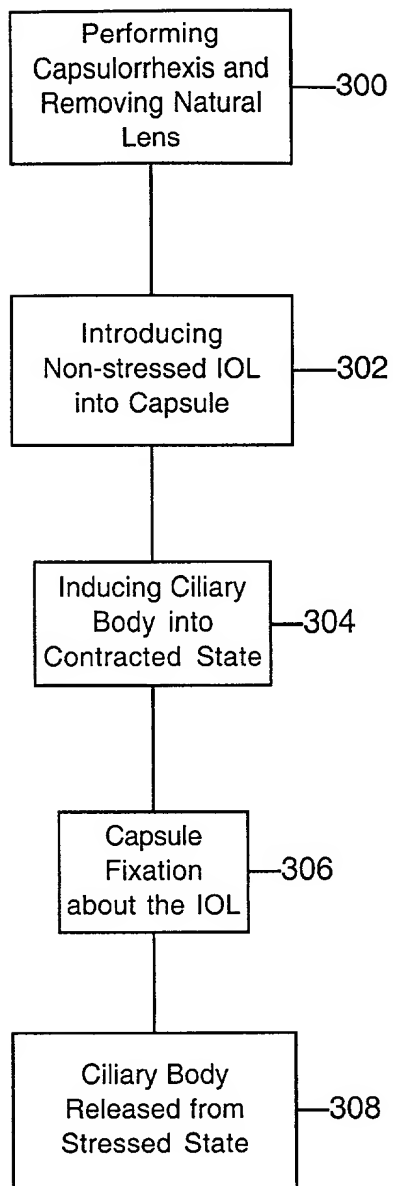 Performing
Capsulorrhexis and
Removing Natural
Lens
300
Introducing
Non-stressed IOL
into Capsule
302
Inducing Ciliary
Body into
Contracted State
304
Capsule
Fixation
about the IOL
306
Ciliary Body
Released from
Stressed State
308